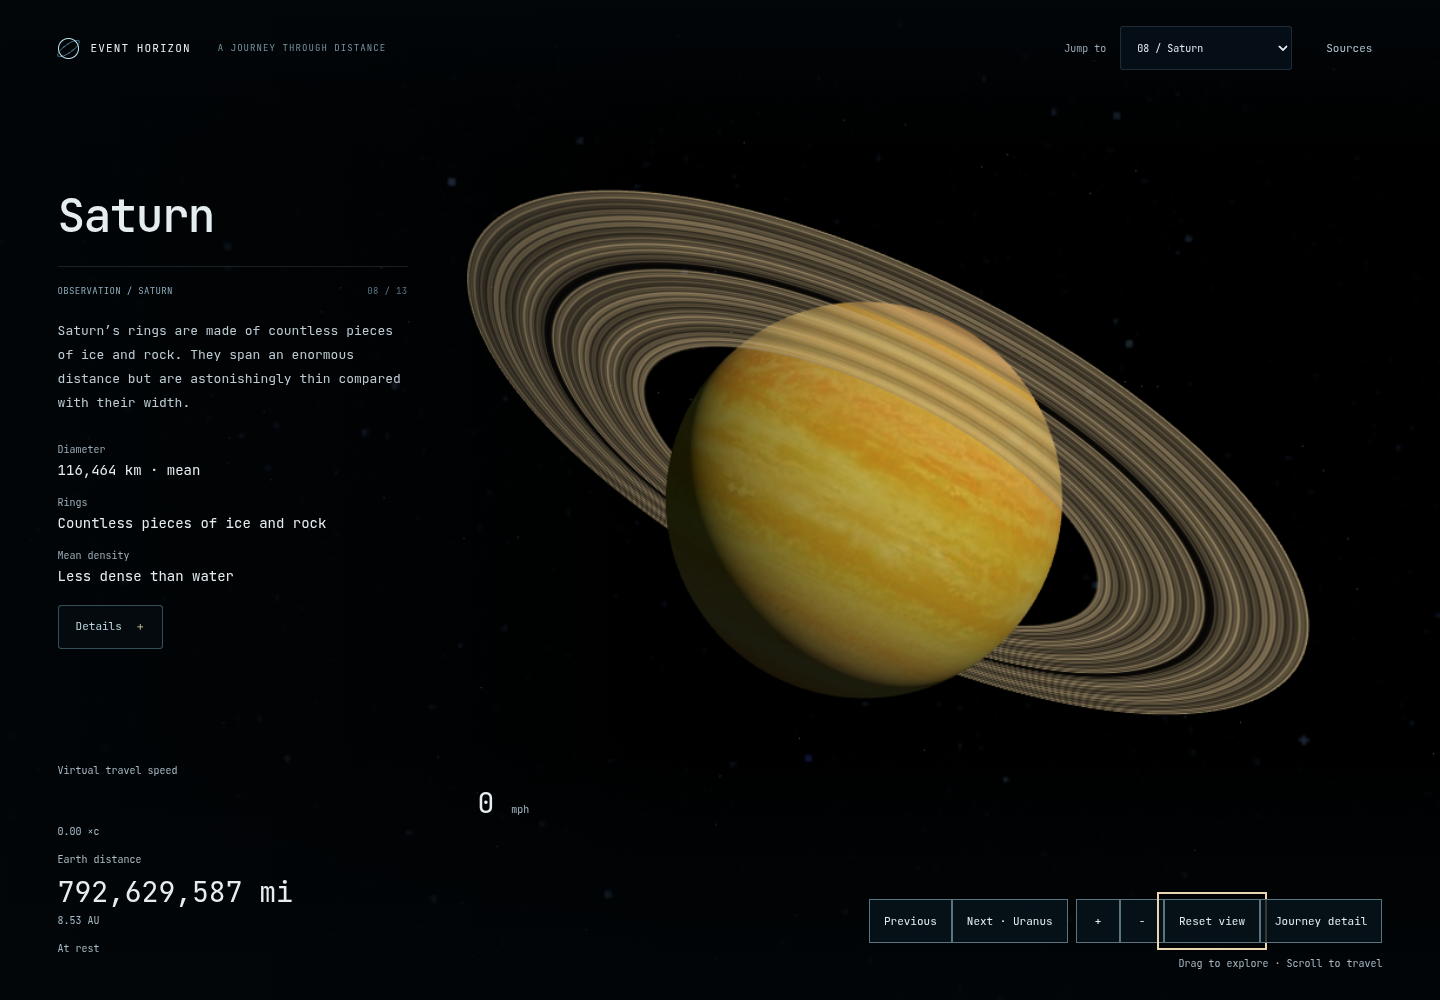 EVENT HORIZON
A JOURNEY THROUGH DISTANCE
Jump to
08 / Saturn
Sources
Saturn
OBSERVATION / SATURN
08 / 13
Saturn’s rings are made of countless pieces
of ice and rock. They span an enormous
distance but are astonishingly thin compared
with their width.
Diameter
116,464 km · mean
Rings
Countless pieces of ice and rock
Mean density
Less dense than water
Details +
Virtual travel speed
0 mph
0.00 ×c
Earth distance
792,629,587 mi
8.53 AU
At rest
Previous
Next · Uranus
+
-
Reset view
Journey detail
Drag to explore · Scroll to travel